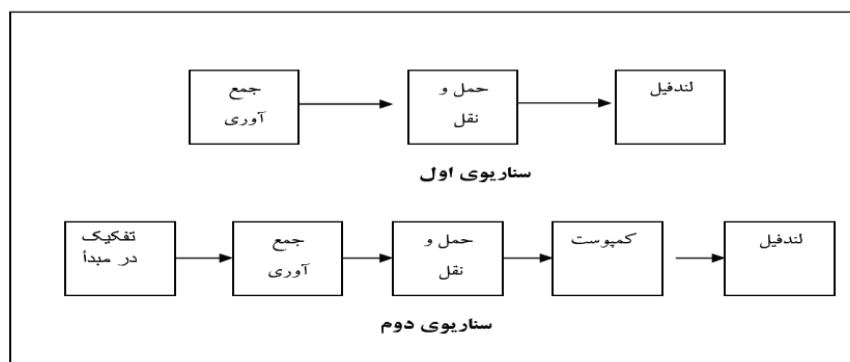 جمع
آوری
حمل و
نقل
لندفیل
سناریوی اول
تفکیک
در مبدأ
جمع
آوری
حمل و
نقل
کمپوست
لندفیل
سناریوی دوم